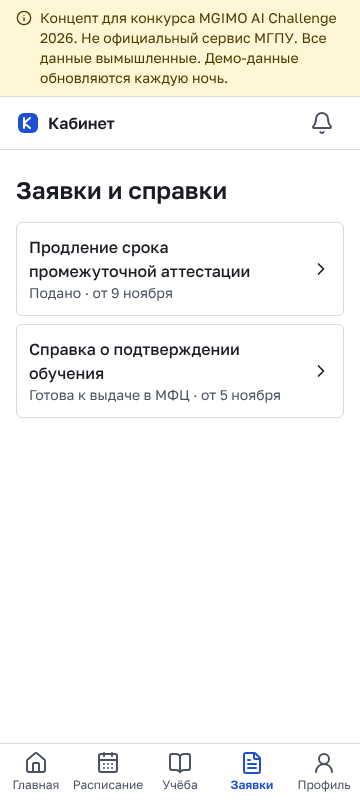 Концепт для конкурса MGIMO AI Challenge
2026. Не официальный сервис МГПУ. Все
данные вымышленные. Демо-данные
обновляются каждую ночь.
Кабинет
Заявки и справки
Продление срока
промежуточной аттестации
Подано · от 9 ноября
Справка о подтверждении
обучения
Готова к выдаче в МФЦ · от 5 ноября
Главная
Расписание
Учёба
Заявки
Профиль